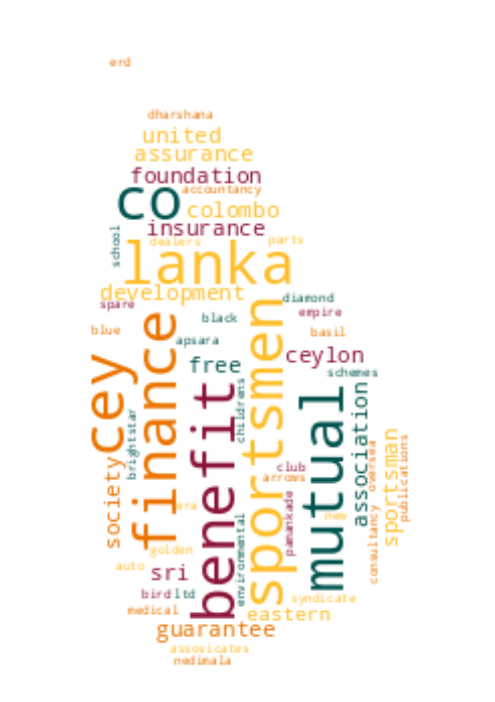 erd
dharshana
united
assurance
foundation
accountancy
co
colombo
insurance
school
dealers
parts
lanka
development
diamond
spare
empire
black
blue
basil
apsara
ceylon
free
schemes
cey
finance
sportsmen
benefit
mutual
childrens
association
brightstar
society
sportsman
publications
oversea
club
arrows
pamankade
era
new
environmental
consultancy
golden
auto
sri
bird
ltd
syndicate
medical
eastern
guarantee
assosicates
nedimala